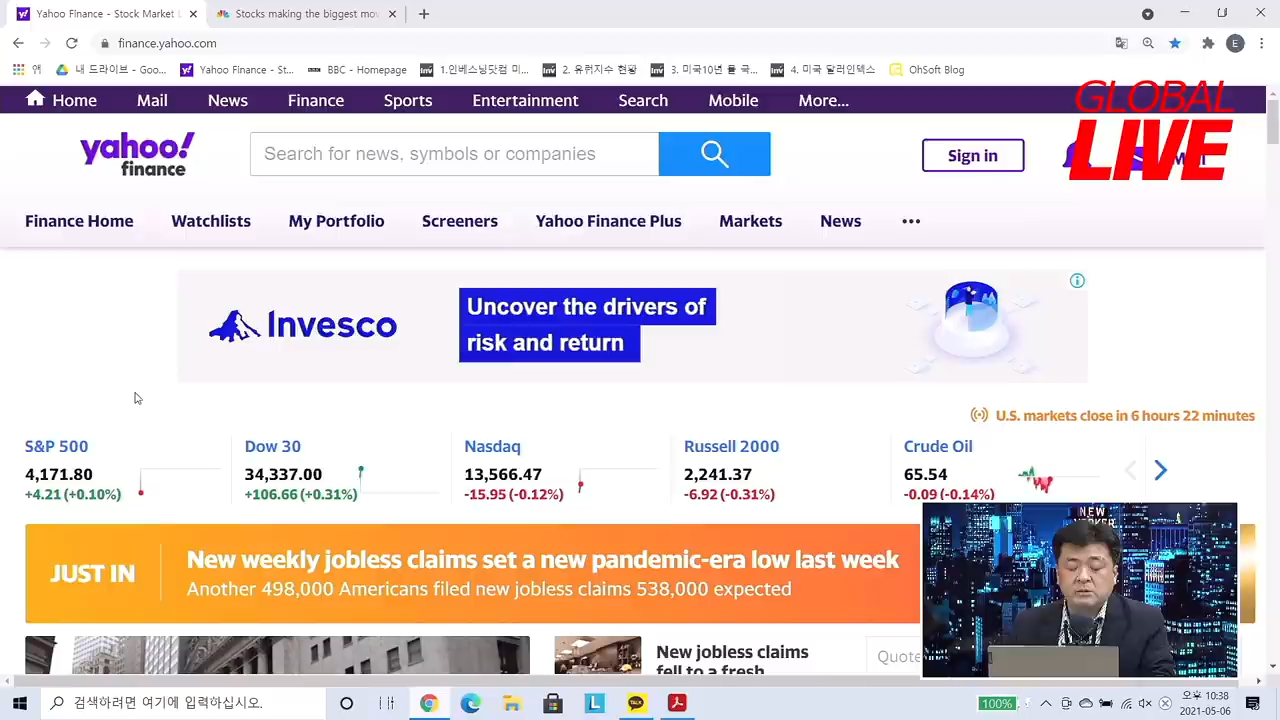 Yahoo Finance - Stock Market L
Stocks making the biggest mov
finance.yahoo.com
E
앱
내 드라이브 - Goo...
Yahoo FInance - St...
BBC - Homepage
Inv 1.인베스닝닷컴 미...
Inv 2. 유럽지수 현황
Inv 3. 미국10년 물 국...
Inv 4. 미국 달러인덱스
OhSoft Blog
GLOBAL
LIVE
Home
Mail
News
Finance
Sports
Entertainment
Search
Mobile
More...
yahoo!
finance
Search for news, symbols or companies
Sign in
Finance Home
Watchlists
My Portfolio
Screeners
Yahoo Finance Plus
Markets
News
•••
Invesco
Uncover the drivers of
risk and return
U.S. markets close in 6 hours 22 minutes
S&P 500
4,171.80
+4.21 (+0.10%)
Dow 30
34,337.00
+106.66 (+0.31%)
Nasdaq
13,566.47
-15.95 (-0.12%)
Russell 2000
2,241.37
-6.92 (-0.31%)
Crude Oil
65.54
-0.09 (-0.14%)
JUST IN
New weekly jobless claims set a new pandemic-era low last week
Another 498,000 Americans filed new jobless claims 538,000 expected
New jobless claims
fell to a fresh
Quote
NEW
YORKER
검색하려면 여기에 입력하십시오.
L
TALK
100%
오후 10:38
2021-05-06